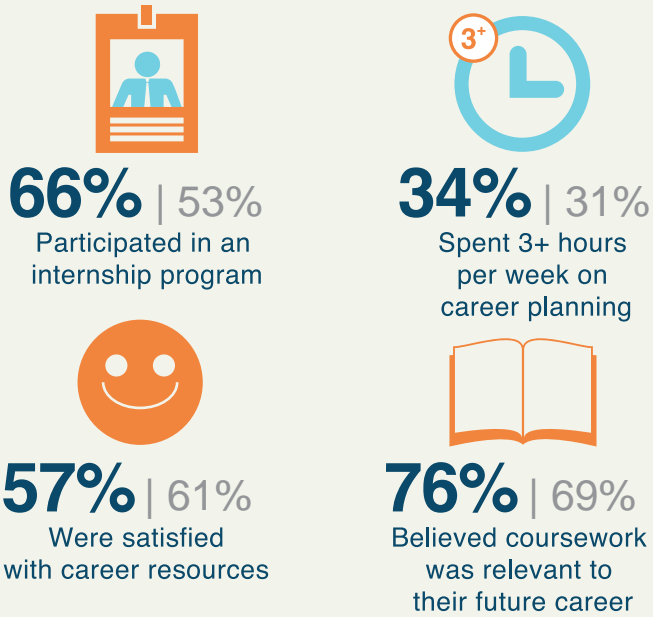 3+
66% | 53%
Participated in an
internship program
34% | 31%
Spent 3+ hours
per week on
career planning
57% | 61%
Were satisfied
with career resources
76% | 69%
Believed coursework
was relevant to
their future career